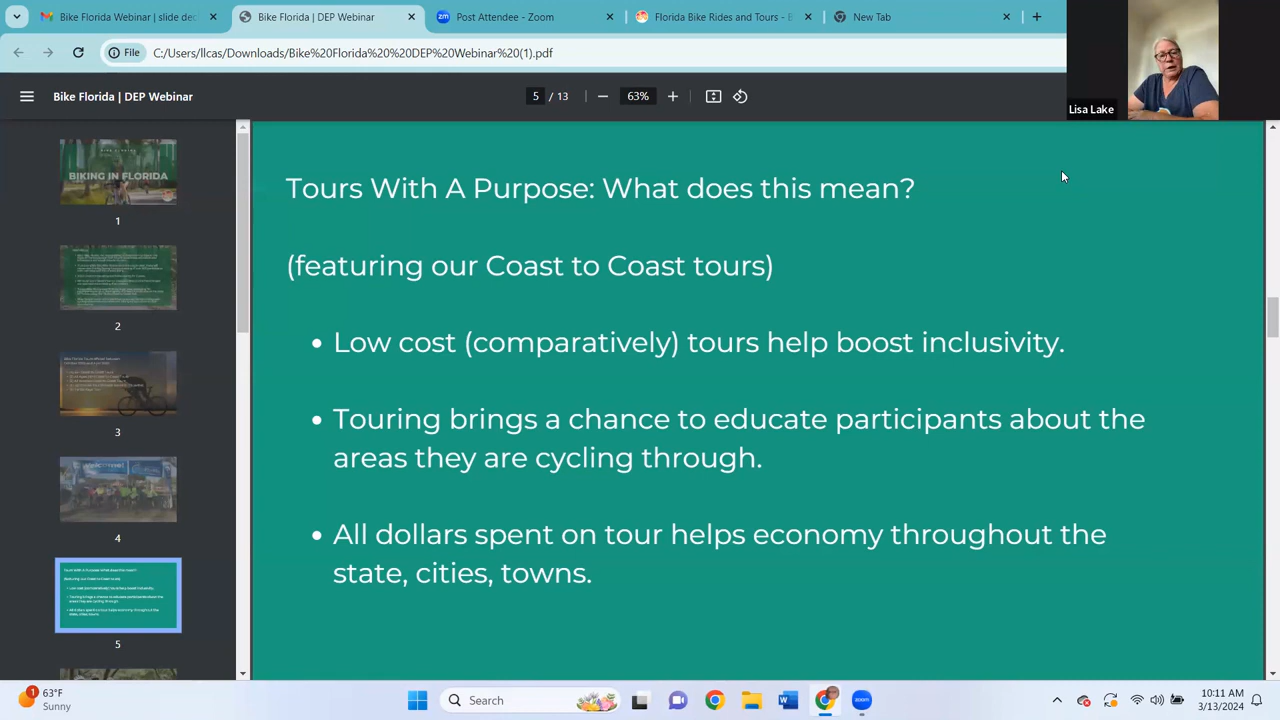 Bike Florida Webinar | slide dec
Bike Florida | DEP Webinar
Post Attendee - Zoom
Florida Bike Rides and Tours - B
New Tab
File
C:/Users/llcas/Downloads/Bike%20Florida%20%20DEP%20Webinar%20(1).pdf
Lisa Lake
Bike Florida | DEP Webinar
5 / 13
63%
BIKING IN FLORIDA
1
2
3
4
5
Tours With A Purpose: What does this mean?
(featuring our Coast to Coast tours)
• Low cost (comparatively) tours help boost inclusivity.
• Touring brings a chance to educate participants about the
areas they are cycling through.
• All dollars spent on tour helps economy throughout the
state, cities, towns.
1
63°F
Sunny
Search
zoom
10:11 AM
3/13/2024